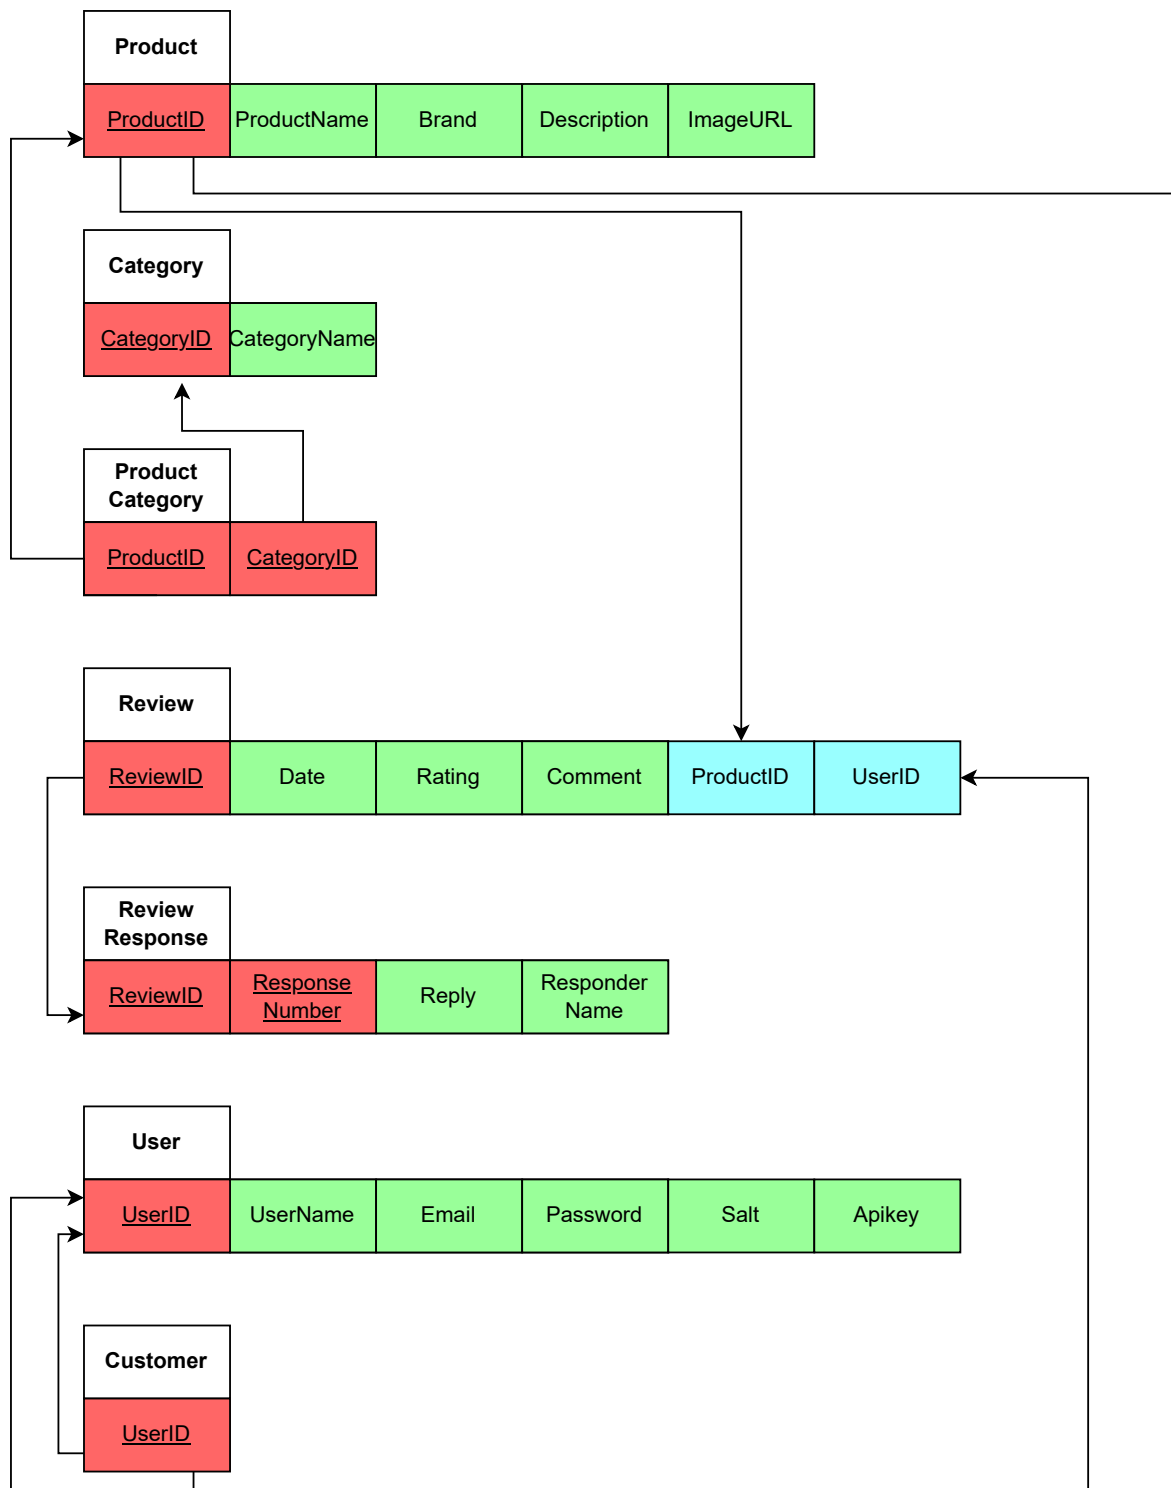 Product
ProductID ProductName Brand Description ImageURL
Category
CategoryID CategoryName
Product
Category
ProductID CategoryID
Review
ReviewID Date Rating Comment ProductID UserID
Review
Response
ReviewID Response Number Reply Responder Name
User
UserID UserName Email Password Salt Apikey
Customer
UserID